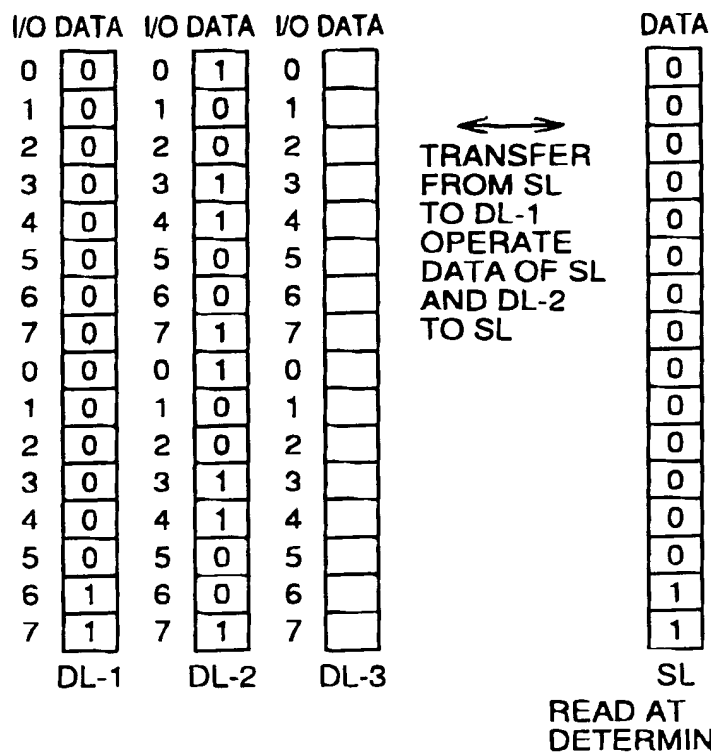 I/O DATA I/O DATA I/O DATA DATA
0 0 0 1 0 0
1 0 1 0 1 0
2 0 2 0 2 0
3 0 3 1 3 0
4 0 4 1 4 0
5 0 5 0 5 0
6 0 6 0 6 0
7 0 7 1 7 0
0 0 0 1 0 0
1 0 1 0 1 0
2 0 2 0 2 0
3 0 3 1 3 0
4 0 4 1 4 0
5 0 5 0 5 0
6 1 6 0 6 1
7 1 7 1 7 1
TRANSFER
FROM SL
TO DL-1
OPERATE
DATA OF SL
AND DL-2
TO SL
DL-1 DL-2 DL-3 SL
READ AT
DETERMIN